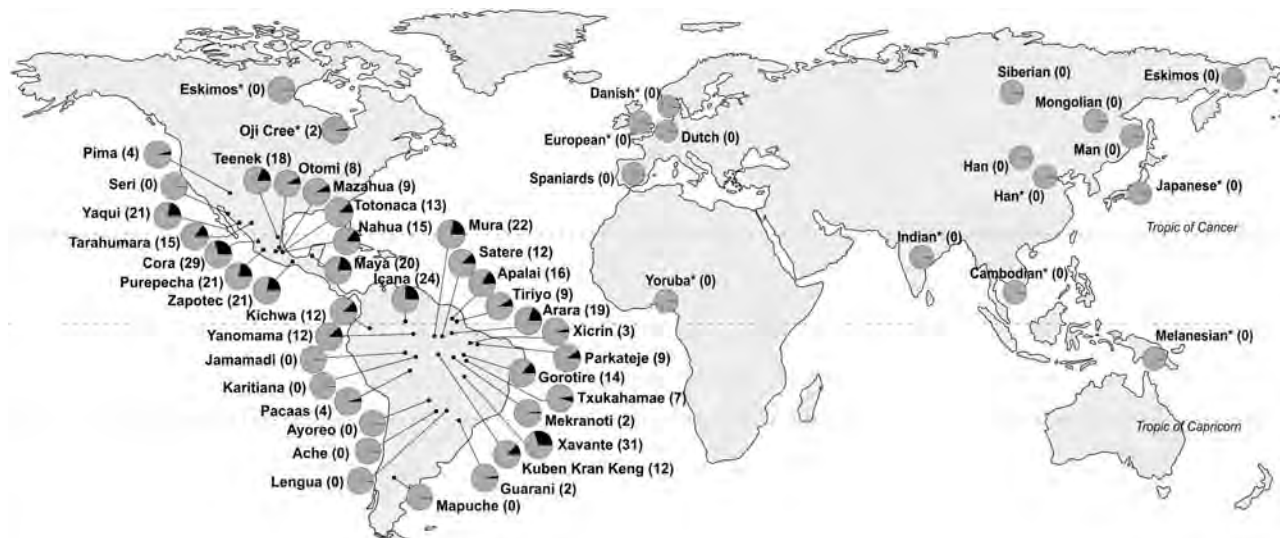 Eskimos* (0)
Oji Cree* (2)
Pima (4)
Seri (0)
Yaqui (21)
Tarahumara (15)
Cora (29)
Purepecha (21)
Zapotec (21)
Teenek (18)
Otomi (8)
Mazahua (9)
Totonaca (13)
Nahua (15)
Maya (20)
Içana (24)
Kichwa (12)
Yanomama (12)
Jamamadi (0)
Karitiana (0)
Pacaas (4)
Ayoreo (0)
Ache (0)
Lengua (0)
Mapuche (0)
Mura (22)
Satere (12)
Apalai (16)
Tiriyo (9)
Arara (19)
Xicrin (3)
Parkateje (9)
Gorotire (14)
Txukahamae (7)
Mekranoti (2)
Xavante (31)
Kuben Kran Keng (12)
Guarani (2)
Danish* (0)
European* (0)
Dutch (0)
Spaniards (0)
Yoruba* (0)
Siberian (0)
Eskimos (0)
Mongolian (0)
Man (0)
Han (0)
Han* (0)
Japanese* (0)
Tropic of Cancer
Indian* (0)
Cambodian* (0)
Melanesian* (0)
Tropic of Capricorn